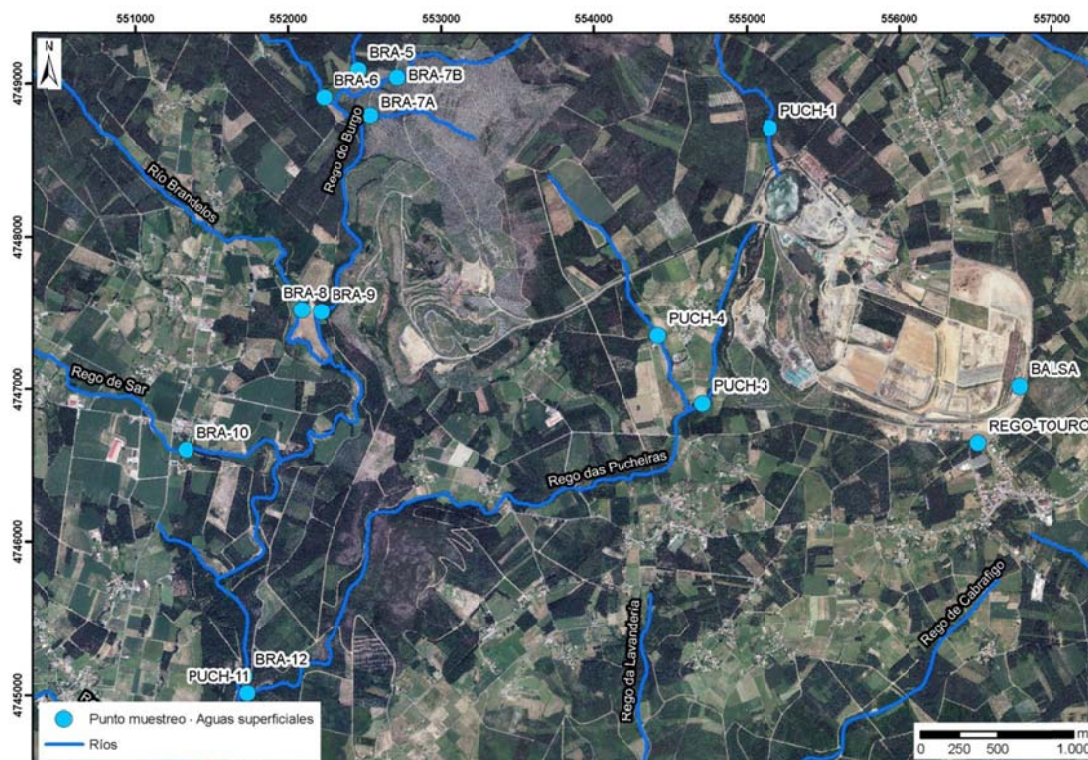 551000 552000 553000 554000 555000 556000 557000
N
4749000
4748000
4747000
4746000
4745000
BRA-5
BRA-6
BRA-7B
BRA-7A
PUCH-1
Rego do Burgo
Río Brandelos
BRA-8
BRA-9
PUCH-4
Rego de Sar
PUCH-
BALSA
BRA-10
REGO-TOURO
Rego das Pucheiras
Rego de Cabrafigo
Rego da Lavandería
BRA-12
PUCH-11
Punto muestreo - Aguas superficiales
Ríos
m
0 250 500 1.000